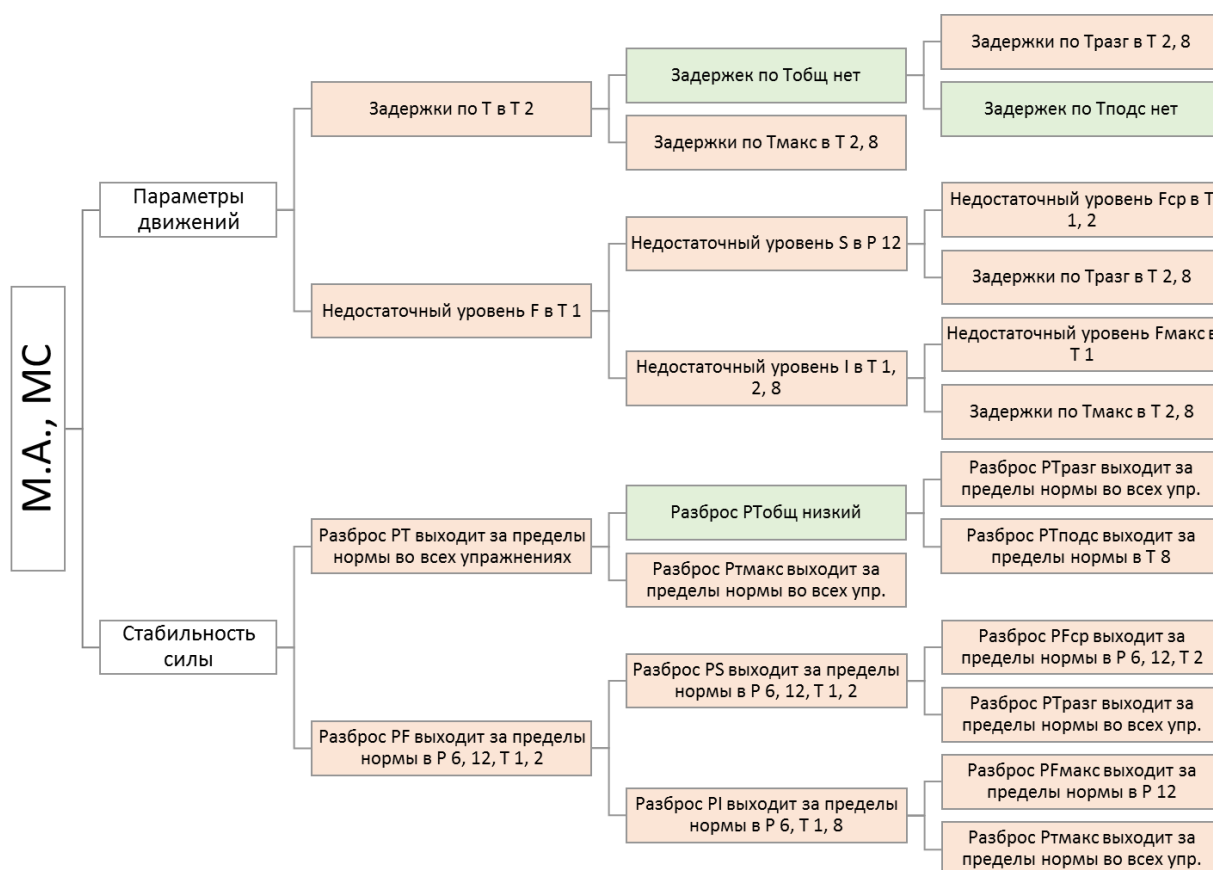 М.А., МС
Параметры
движений
Задержки по Т в Т 2
Задержек по Тобщ нет
Задержки по Тразг в Т 2, 8
Задержек по Тподс нет
Задержки по Тмакс в Т 2, 8
Недостаточный уровень F в Т 1
Недостаточный уровень S в Р 12
Недостаточный уровень Fср в Т
1, 2
Задержки по Тразг в Т 2, 8
Недостаточный уровень I в Т 1,
2, 8
Недостаточный уровень Fмакс в
Т 1
Задержки по Тмакс в Т 2, 8
Стабильность
силы
Разброс РТ выходит за пределы
нормы во всех упражнениях
Разброс РТобщ низкий
Разброс РТразг выходит за
пределы нормы во всех упр.
Разброс РТподс выходит за
пределы нормы в Т 8
Разброс Ртмакс выходит за
пределы нормы во всех упр.
Разброс PF выходит за пределы
нормы в Р 6, 12, Т 1, 2
Разброс PS выходит за пределы
нормы в Р 6, 12, Т 1, 2
Разброс PFср выходит за
пределы нормы в Р 6, 12, Т 2
Разброс РТразг выходит за
пределы нормы во всех упр.
Разброс PI выходит за пределы
нормы в Р 6, Т 1, 8
Разброс PFмакс выходит за
пределы нормы в Р 12
Разброс Ртмакс выходит за
пределы нормы во всех упр.